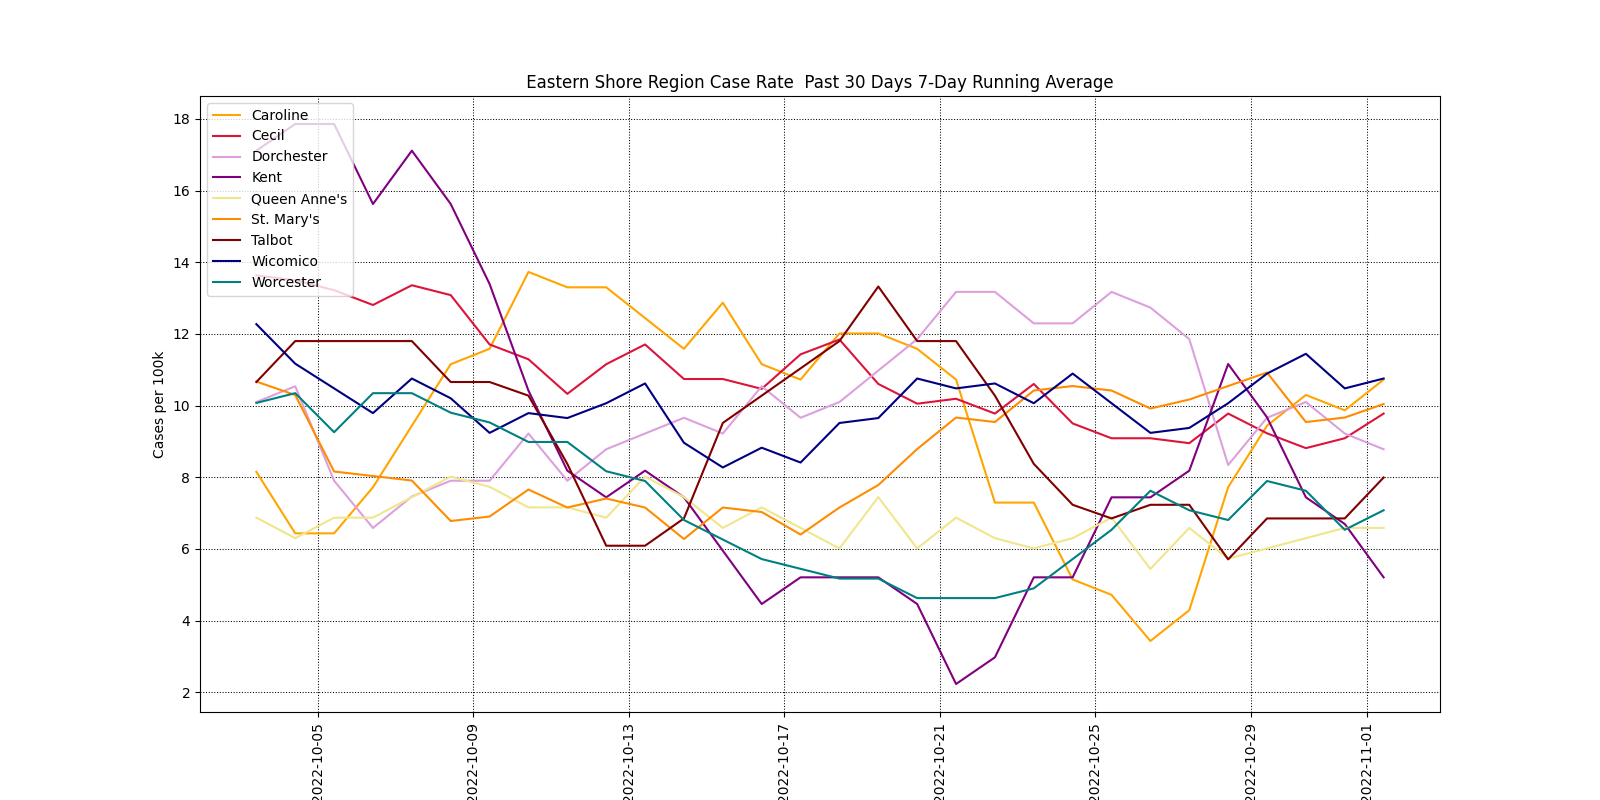 Eastern Shore Region Case Rate  Past 30 Days 7-Day Running Average
Cases per 100k
18
16
14
12
10
8
6
4
2
Caroline
Cecil
Dorchester
Kent
Queen Anne's
St. Mary's
Talbot
Wicomico
Worcester
2022-10-05
2022-10-09
2022-10-13
2022-10-17
2022-10-21
2022-10-25
2022-10-29
2022-11-01